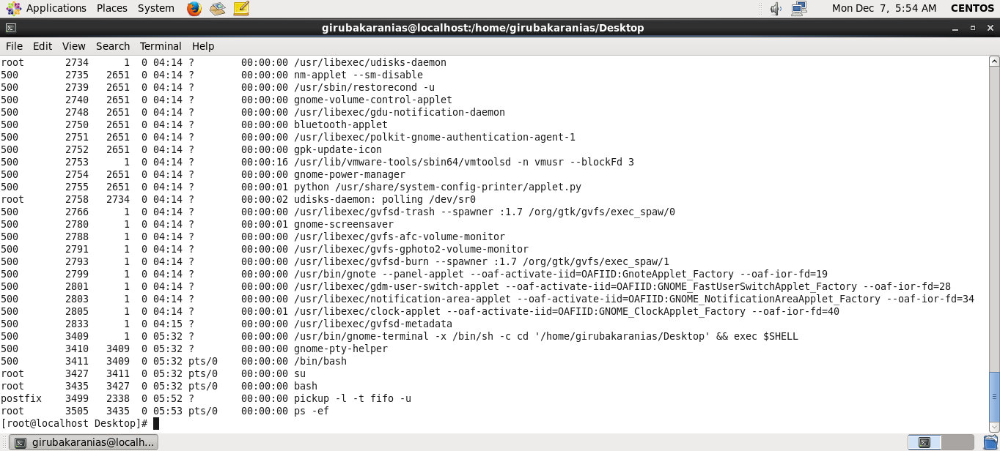 Applications Places System Mon Dec 7, 5:54 AM CENTOS
girubakaranias@localhost:/home/girubakaranias/Desktop
File Edit View Search Terminal Help
root 2734 1 0 04:14 ? 00:00:00 /usr/libexec/udisks-daemon
500 2735 2651 0 04:14 ? 00:00:00 nm-applet --sm-disable
500 2739 2651 0 04:14 ? 00:00:00 /usr/sbin/restorecond -u
500 2740 2651 0 04:14 ? 00:00:00 gnome-volume-control-applet
500 2748 2651 0 04:14 ? 00:00:00 /usr/libexec/gdu-notification-daemon
500 2750 2651 0 04:14 ? 00:00:00 bluetooth-applet
500 2751 2651 0 04:14 ? 00:00:00 /usr/libexec/polkit-gnome-authentication-agent-1
500 2752 2651 0 04:14 ? 00:00:00 gpk-update-icon
500 2753 1 0 04:14 ? 00:00:16 /usr/lib/vmware-tools/sbin64/vmtoolsd -n vmusr --blockFd 3
500 2754 2651 0 04:14 ? 00:00:00 gnome-power-manager
500 2755 2651 0 04:14 ? 00:00:01 python /usr/share/system-config-printer/applet.py
root 2758 2734 0 04:14 ? 00:00:02 udisks-daemon: polling /dev/sr0
500 2766 1 0 04:14 ? 00:00:00 /usr/libexec/gvfsd-trash --spawner :1.7 /org/gtk/gvfs/exec_spaw/0
500 2780 1 0 04:14 ? 00:00:01 gnome-screensaver
500 2788 1 0 04:14 ? 00:00:00 /usr/libexec/gvfs-afc-volume-monitor
500 2791 1 0 04:14 ? 00:00:00 /usr/libexec/gvfs-gphoto2-volume-monitor
500 2793 1 0 04:14 ? 00:00:00 /usr/libexec/gvfsd-burn --spawner :1.7 /org/gtk/gvfs/exec_spaw/1
500 2799 1 0 04:14 ? 00:00:00 /usr/bin/gnote --panel-applet --oaf-activate-iid=OAFIID:GnoteApplet_Factory --oaf-ior-fd=19
500 2801 1 0 04:14 ? 00:00:00 /usr/libexec/gdm-user-switch-applet --oaf-activate-iid=OAFIID:GNOME_FastUserSwitchApplet_Factory --oaf-ior-fd=28
500 2803 1 0 04:14 ? 00:00:00 /usr/libexec/notification-area-applet --oaf-activate-iid=OAFIID:GNOME_NotificationAreaApplet_Factory --oaf-ior-fd=34
500 2805 1 0 04:14 ? 00:00:01 /usr/libexec/clock-applet --oaf-activate-iid=OAFIID:GNOME_ClockApplet_Factory --oaf-ior-fd=40
500 2833 1 0 04:15 ? 00:00:00 /usr/libexec/gvfsd-metadata
500 3409 1 0 05:32 ? 00:00:00 /usr/bin/gnome-terminal -x /bin/sh -c cd '/home/girubakaranias/Desktop' && exec $SHELL
500 3410 3409 0 05:32 ? 00:00:00 gnome-pty-helper
500 3411 3409 0 05:32 pts/0 00:00:00 /bin/bash
root 3427 3411 0 05:32 pts/0 00:00:00 su
root 3435 3427 0 05:32 pts/0 00:00:00 bash
postfix 3499 2338 0 05:52 ? 00:00:00 pickup -l -t fifo -u
root 3505 3435 0 05:53 pts/0 00:00:00 ps -ef
[root@localhost Desktop]#
girubakaranias@localh...